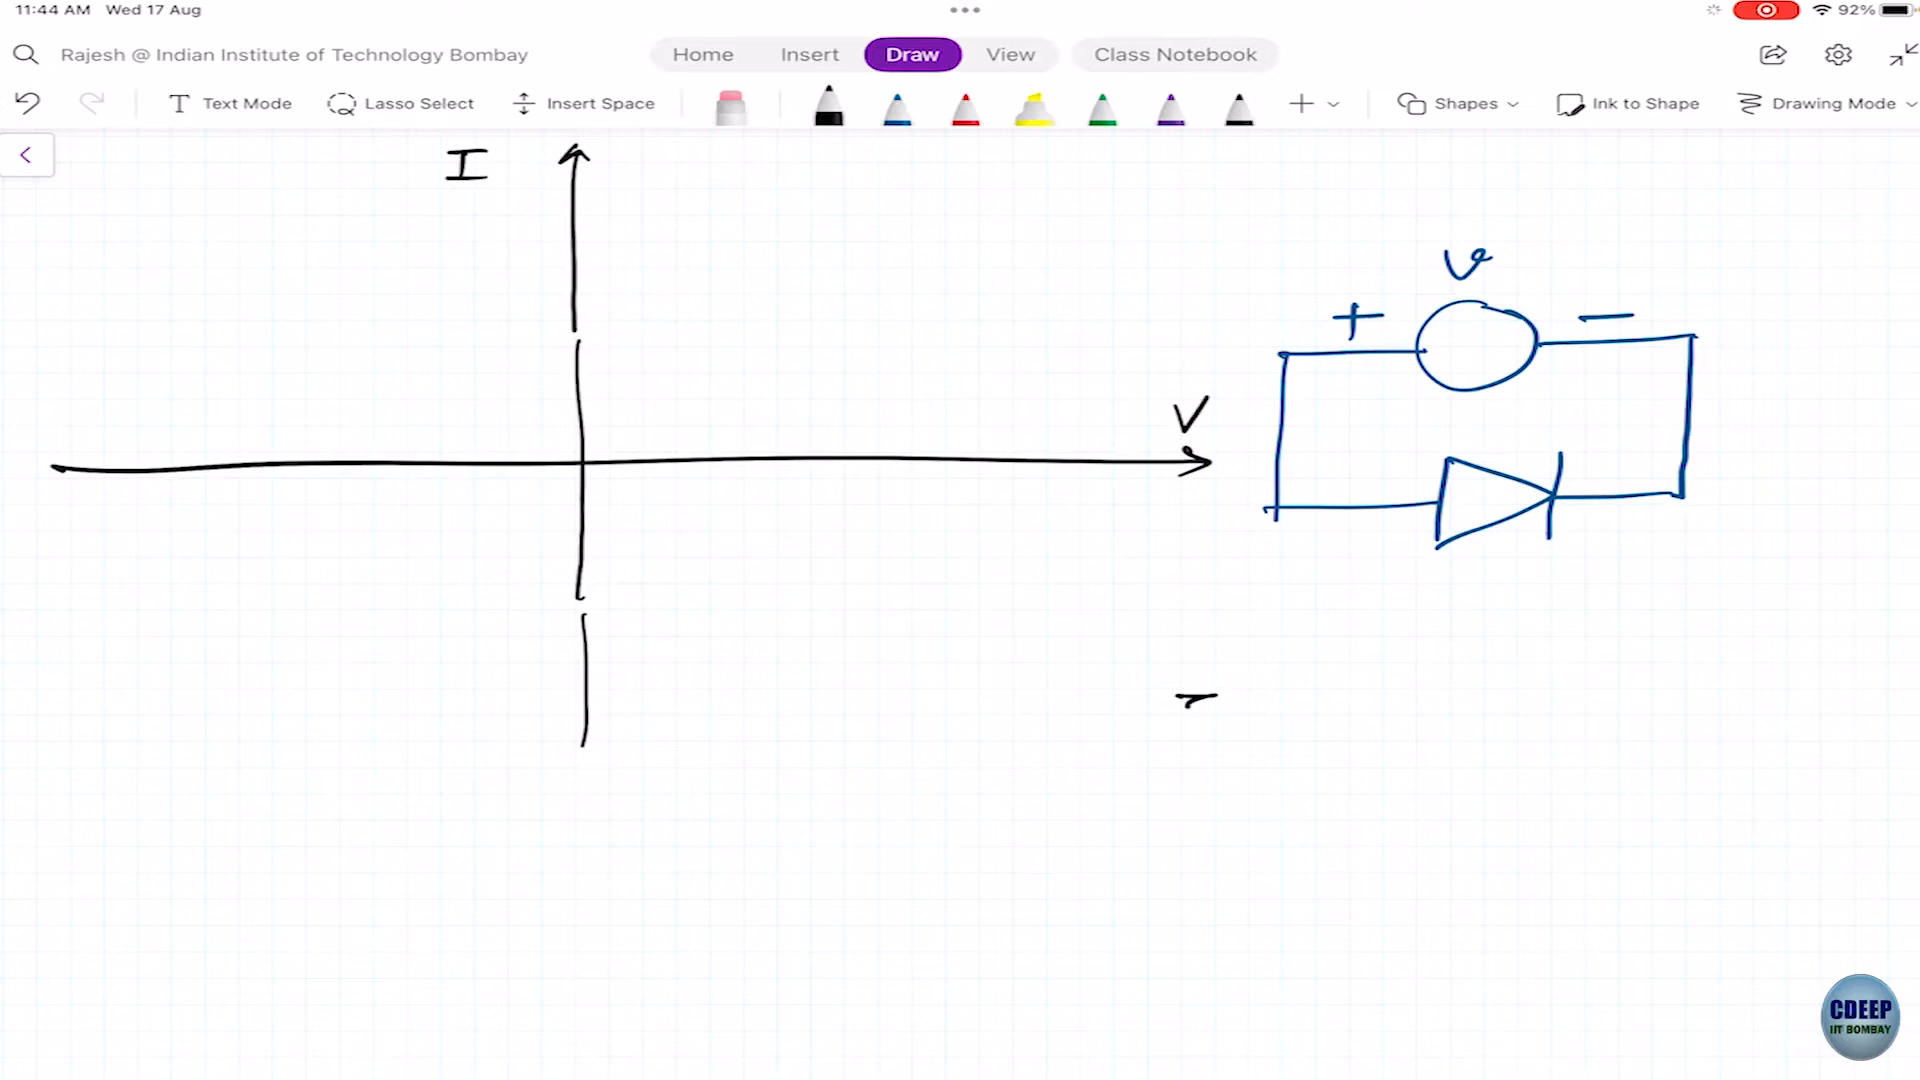 11:44 AM Wed 17 Aug
92%
Rajesh @ Indian Institute of Technology Bombay
Home Insert Draw View Class Notebook
Text Mode Lasso Select Insert Space Shapes Ink to Shape Drawing Mode
I
V
+ V -
CDEEP
IIT BOMBAY